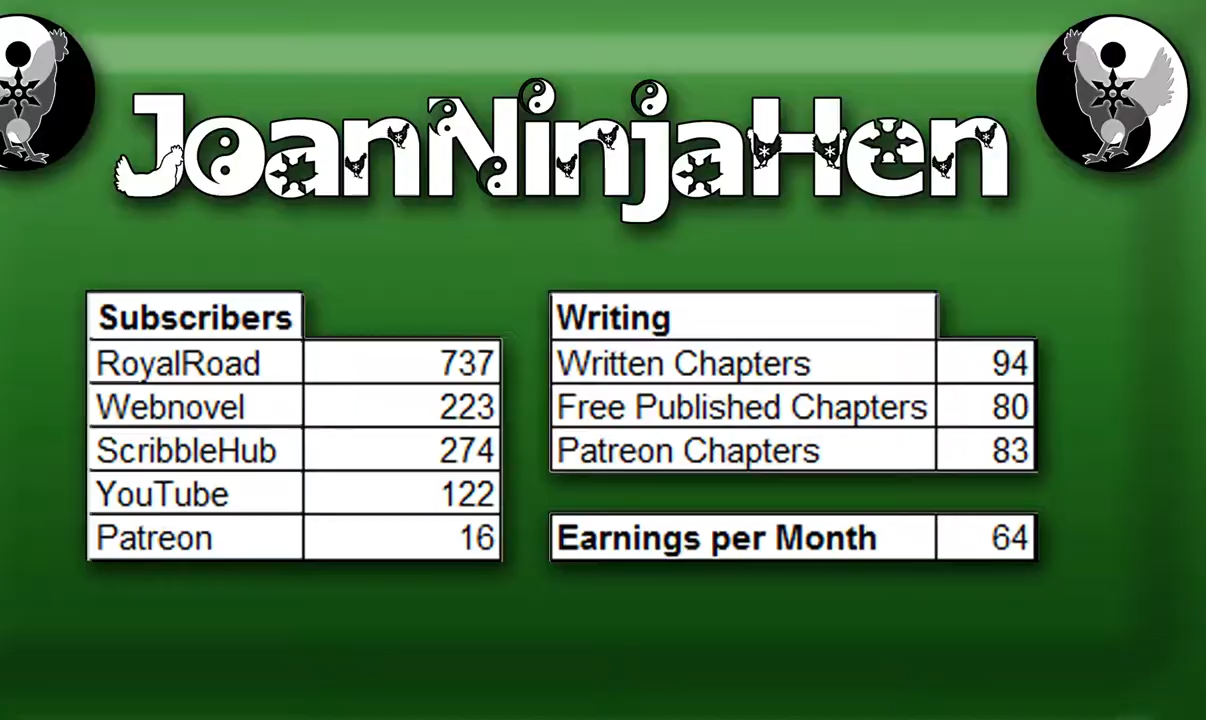 JoanNinjaHen
Subscribers
RoyalRoad 737
Webnovel 223
ScribbleHub 274
YouTube 122
Patreon 16
Writing
Written Chapters 94
Free Published Chapters 80
Patreon Chapters 83
Earnings per Month 64